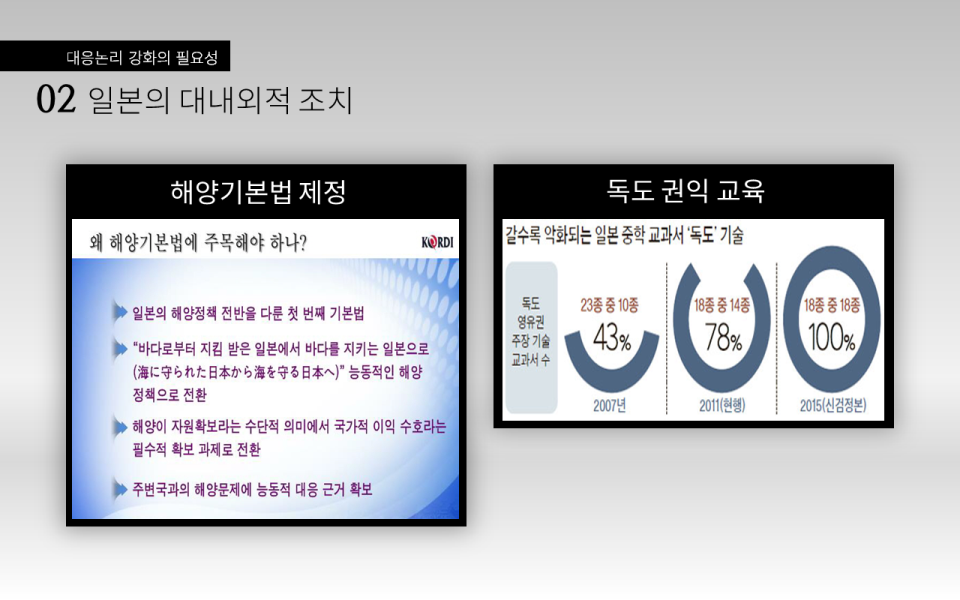 대응논리 강화의 필요성
02 일본의 대내외적 조치
해양기본법 제정
왜 해양기본법에 주목해야 하나?
KORDI
일본의 해양정책 전반을 다룬 첫 번째 기본법
“바다로부터 지킴 받은 일본에서 바다를 지키는 일본으로
(海に守られた日本から海を守る日本へ)” 능동적인 해양
정책으로 전환
해양이 자원확보라는 수단적 의미에서 국가적 이익 수호라는
필수적 확보 과제로 전환
주변국과의 해양문제에 능동적 대응 근거 확보
독도 권익 교육
갈수록 악화되는 일본 중학 교과서 ‘독도’ 기술
독도
영유권
주장 기술
교과서 수
23종 중 10종
43%
2007년
18종 중 14종
78%
2011(현행)
18종 중 18종
100%
2015(신검정본)